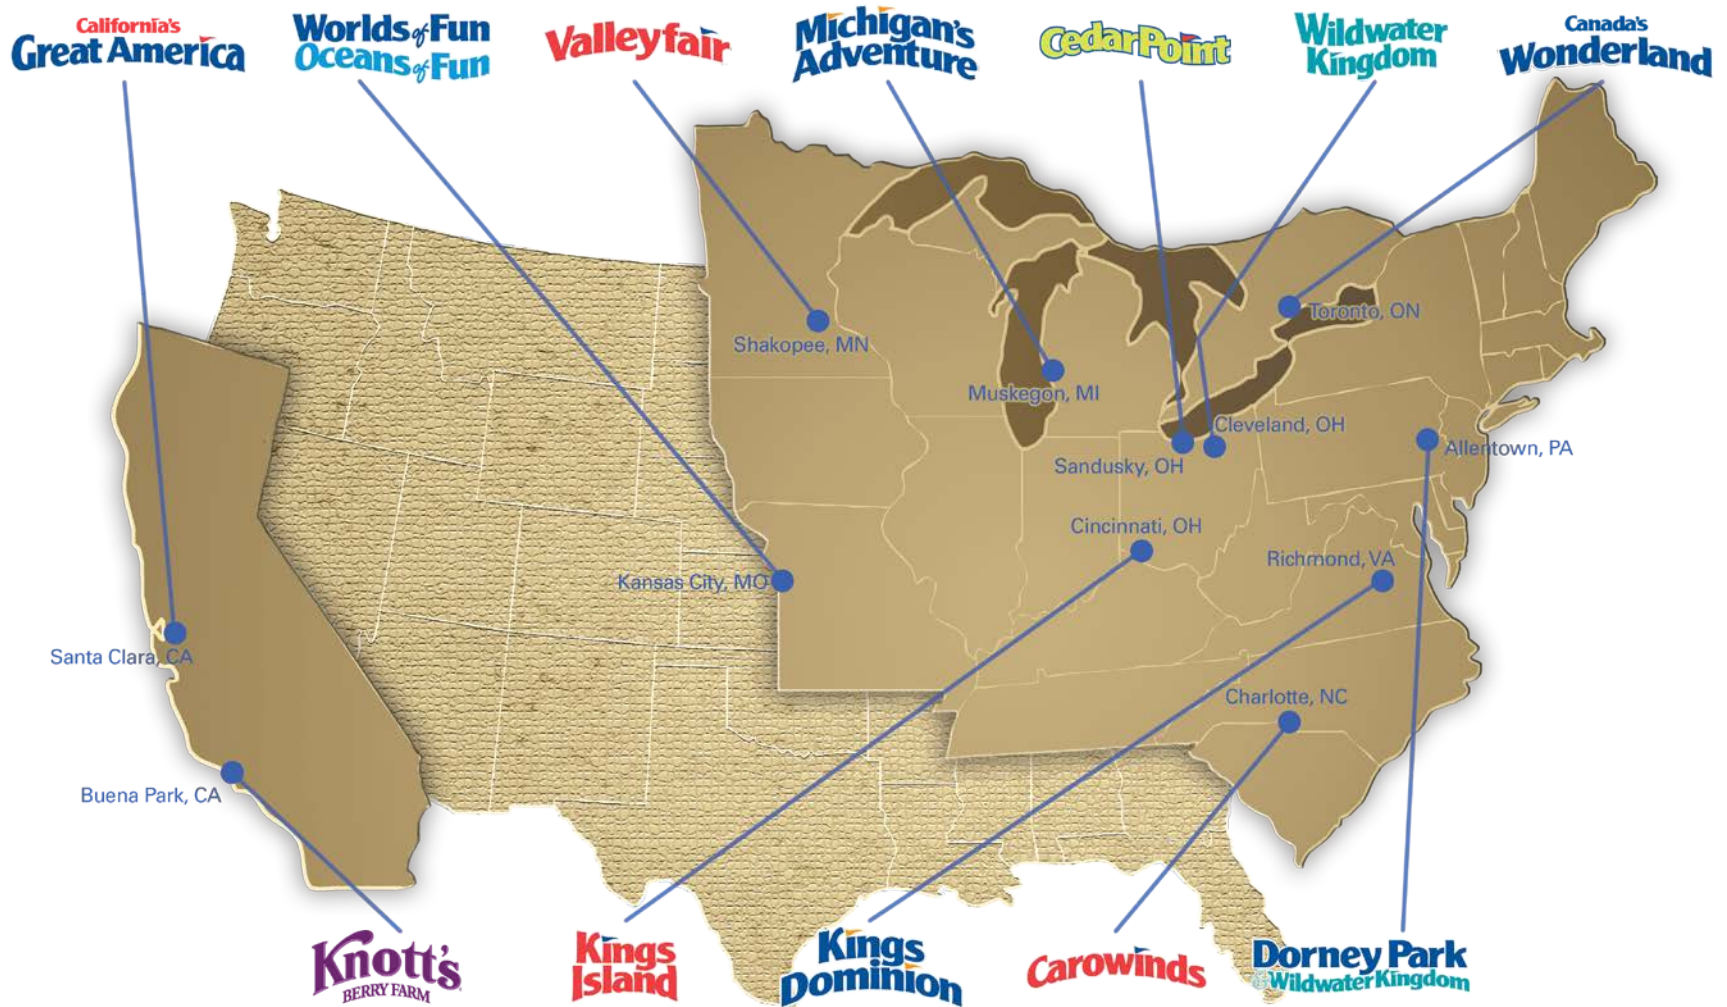 California's
Great America
Worlds of Fun
Oceans of Fun
Valleyfair
Michigan's
Adventure
CedarPoint
Wildwater
Kingdom
Canada's
Wonderland
Toronto, ON
Shakopee, MN
Muskegon, MI
Cleveland, OH
Allentown, PA
Sandusky, OH
Cincinnati, OH
Richmond, VA
Kansas City, MO
Santa Clara, CA
Charlotte, NC
Buena Park, CA
Knott's
BERRY FARM
Kings
Island
Kings
Dominion
Carowinds
Dorney Park
& Wildwater Kingdom